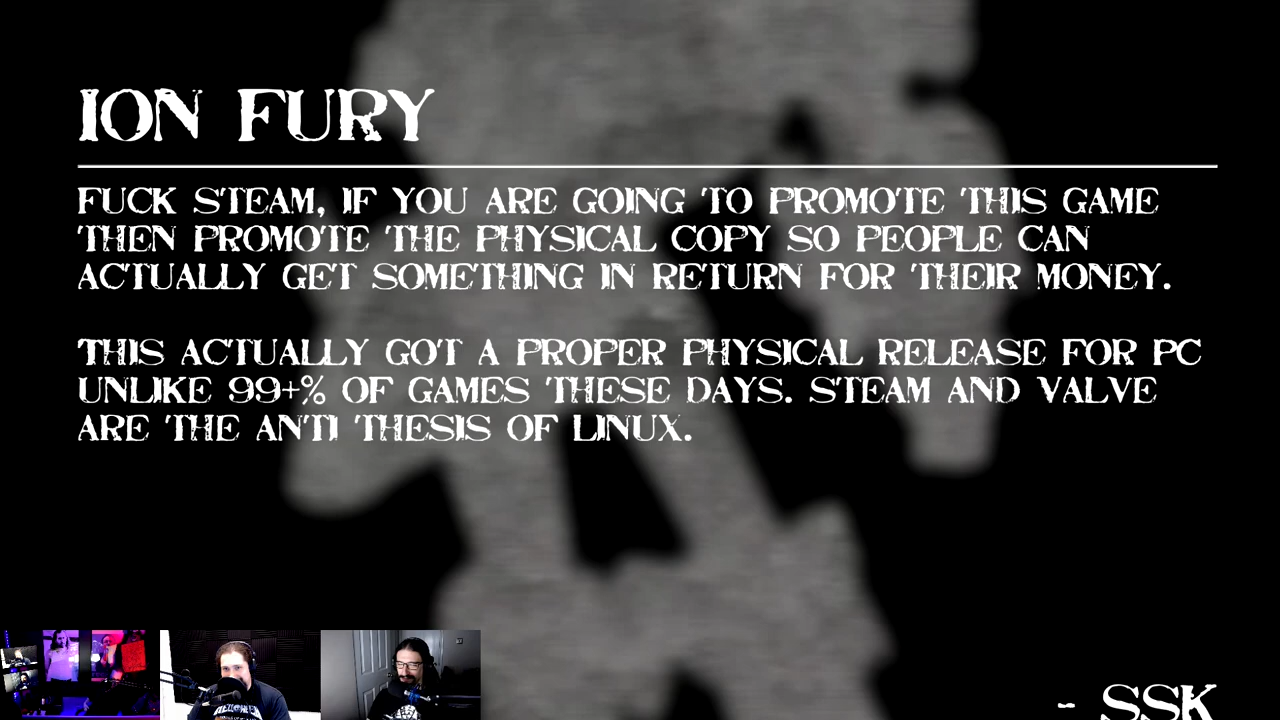 ION FURY
FUCK STEAM, IF YOU ARE GOING TO PROMOTE THIS GAME
THEN PROMOTE THE PHYSICAL COPY SO PEOPLE CAN
ACTUALLY GET SOMETHING IN RETURN FOR THEIR MONEY.
THIS ACTUALLY GOT A PROPER PHYSICAL RELEASE FOR PC
UNLIKE 99+% OF GAMES THESE DAYS. STEAM AND VALVE
ARE THE ANTI THESIS OF LINUX.
- SSK